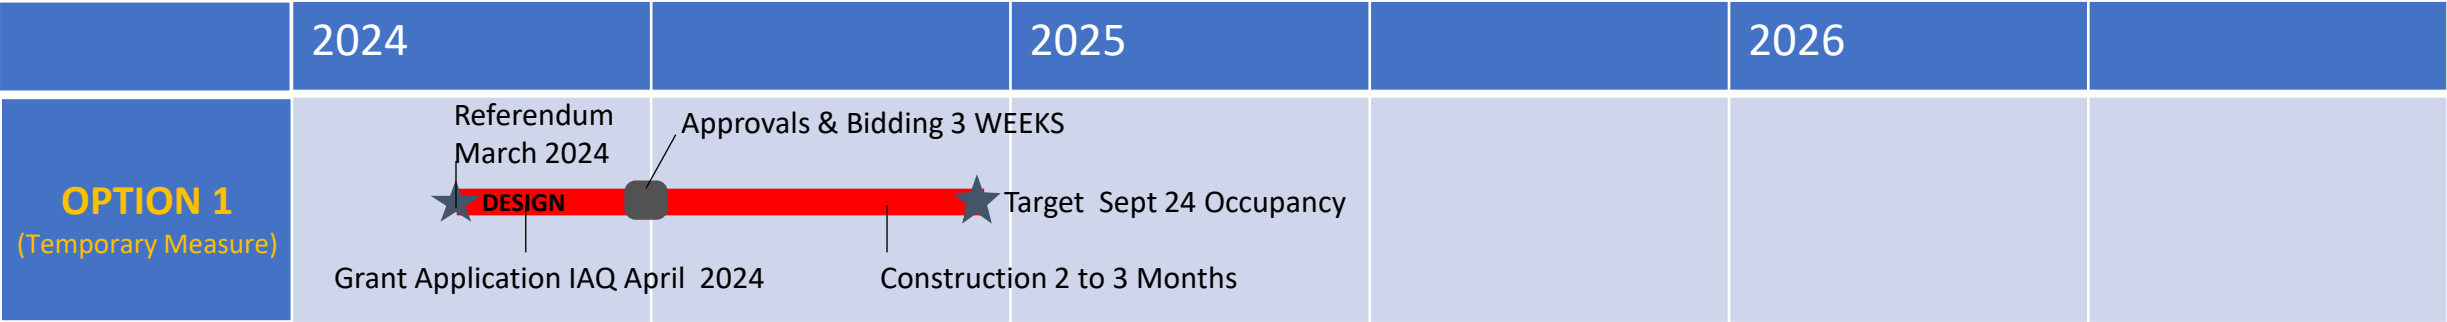 2024
2025
2026
OPTION 1
(Temporary Measure)
Referendum
March 2024
Approvals & Bidding 3 WEEKS
DESIGN
Target  Sept 24 Occupancy
Grant Application IAQ April  2024
Construction 2 to 3 Months